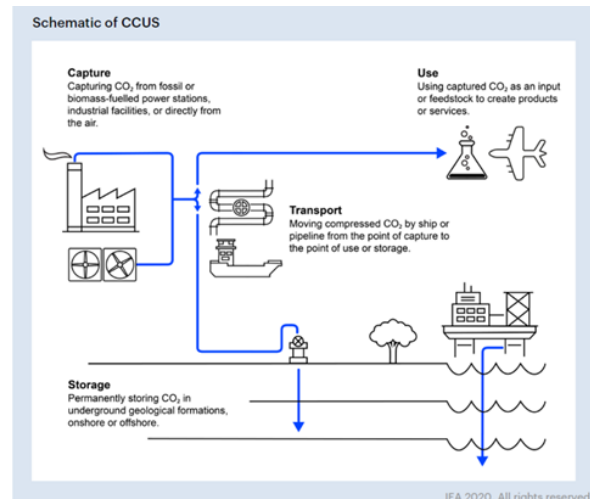 Schematic of CCUS
Capture
Capturing CO₂ from fossil or
biomass-fuelled power stations,
industrial facilities, or directly from
the air.
Use
Using captured CO₂ as an input
or feedstock to create products
or services.
Transport
Moving compressed CO₂ by ship or
pipeline from the point of capture to
the point of use or storage.
Storage
Permanently storing CO₂ in
underground geological formations,
onshore or offshore.
IEA 2020. All rights reserved